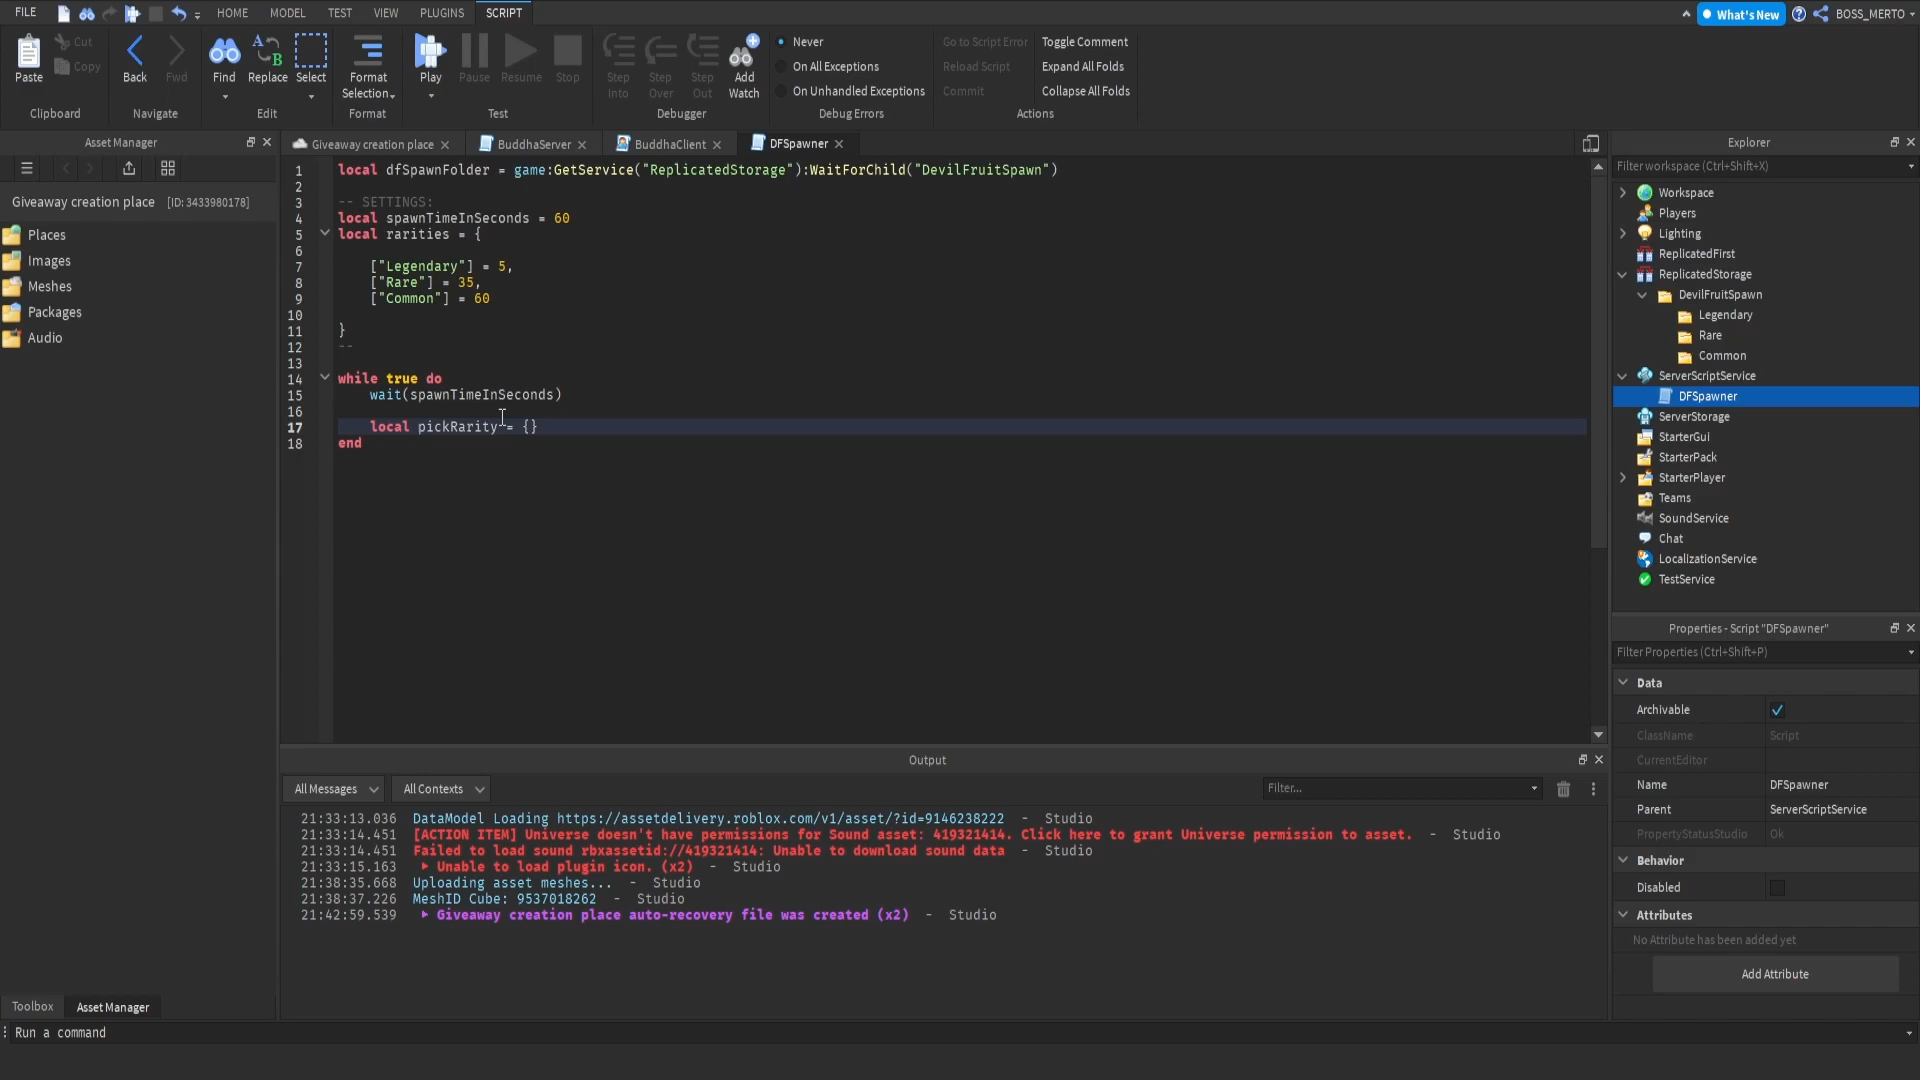 FILE HOME MODEL TEST VIEW PLUGINS SCRIPT What's New BOSS_MERTO
Paste Cut Copy
Clipboard
Back Fwd
Navigate
Find Replace Select
Edit
Format Selection
Format
Play Pause Resume Stop
Test
Step Into Step Over Step Out Add Watch
Debugger
Never
On All Exceptions
On Unhandled Exceptions
Debug Errors
Go to Script Error Toggle Comment
Reload Script Expand All Folds
Commit Collapse All Folds
Actions
Asset Manager
Giveaway creation place [ID: 3433980178]
Places
Images
Meshes
Packages
Audio
Toolbox Asset Manager
Run a command
Giveaway creation place BuddhaServer BuddhaClient DFSpawner
1 local dfSpawnFolder = game:GetService("ReplicatedStorage"):WaitForChild("DevilFruitSpawn")
2
3 -- SETTINGS:
4 local spawnTimeInSeconds = 60
5 local rarities = {
6
7 ["Legendary"] = 5,
8 ["Rare"] = 35,
9 ["Common"] = 60
10
11 }
12 --
13
14 while true do
15 wait(spawnTimeInSeconds)
16
17 local pickRarity = {}
18 end
Output
All Messages All Contexts Filter...
21:33:13.036 DataModel Loading https://assetdelivery.roblox.com/v1/asset/?id=9146238222 - Studio
21:33:14.451 [ACTION ITEM] Universe doesn't have permissions for Sound asset: 419321414. Click here to grant Universe permission to asset. - Studio
21:33:14.451 Failed to load sound rbxassetid://419321414: Unable to download sound data - Studio
21:33:15.163 Unable to load plugin icon. (x2) - Studio
21:38:35.668 Uploading asset meshes... - Studio
21:38:37.226 MeshID Cube: 9537018262 - Studio
21:42:59.539 Giveaway creation place auto-recovery file was created (x2) - Studio
Explorer
Filter workspace (Ctrl+Shift+X)
Workspace
Players
Lighting
ReplicatedFirst
ReplicatedStorage
DevilFruitSpawn
Legendary
Rare
Common
ServerScriptService
DFSpawner
ServerStorage
StarterGui
StarterPack
StarterPlayer
Teams
SoundService
Chat
LocalizationService
TestService
Properties - Script "DFSpawner"
Filter Properties (Ctrl+Shift+P)
Data
Archivable
ClassName Script
CurrentEditor
Name DFSpawner
Parent ServerScriptService
PropertyStatusStudio Ok
Behavior
Disabled
Attributes
No Attribute has been added yet
Add Attribute